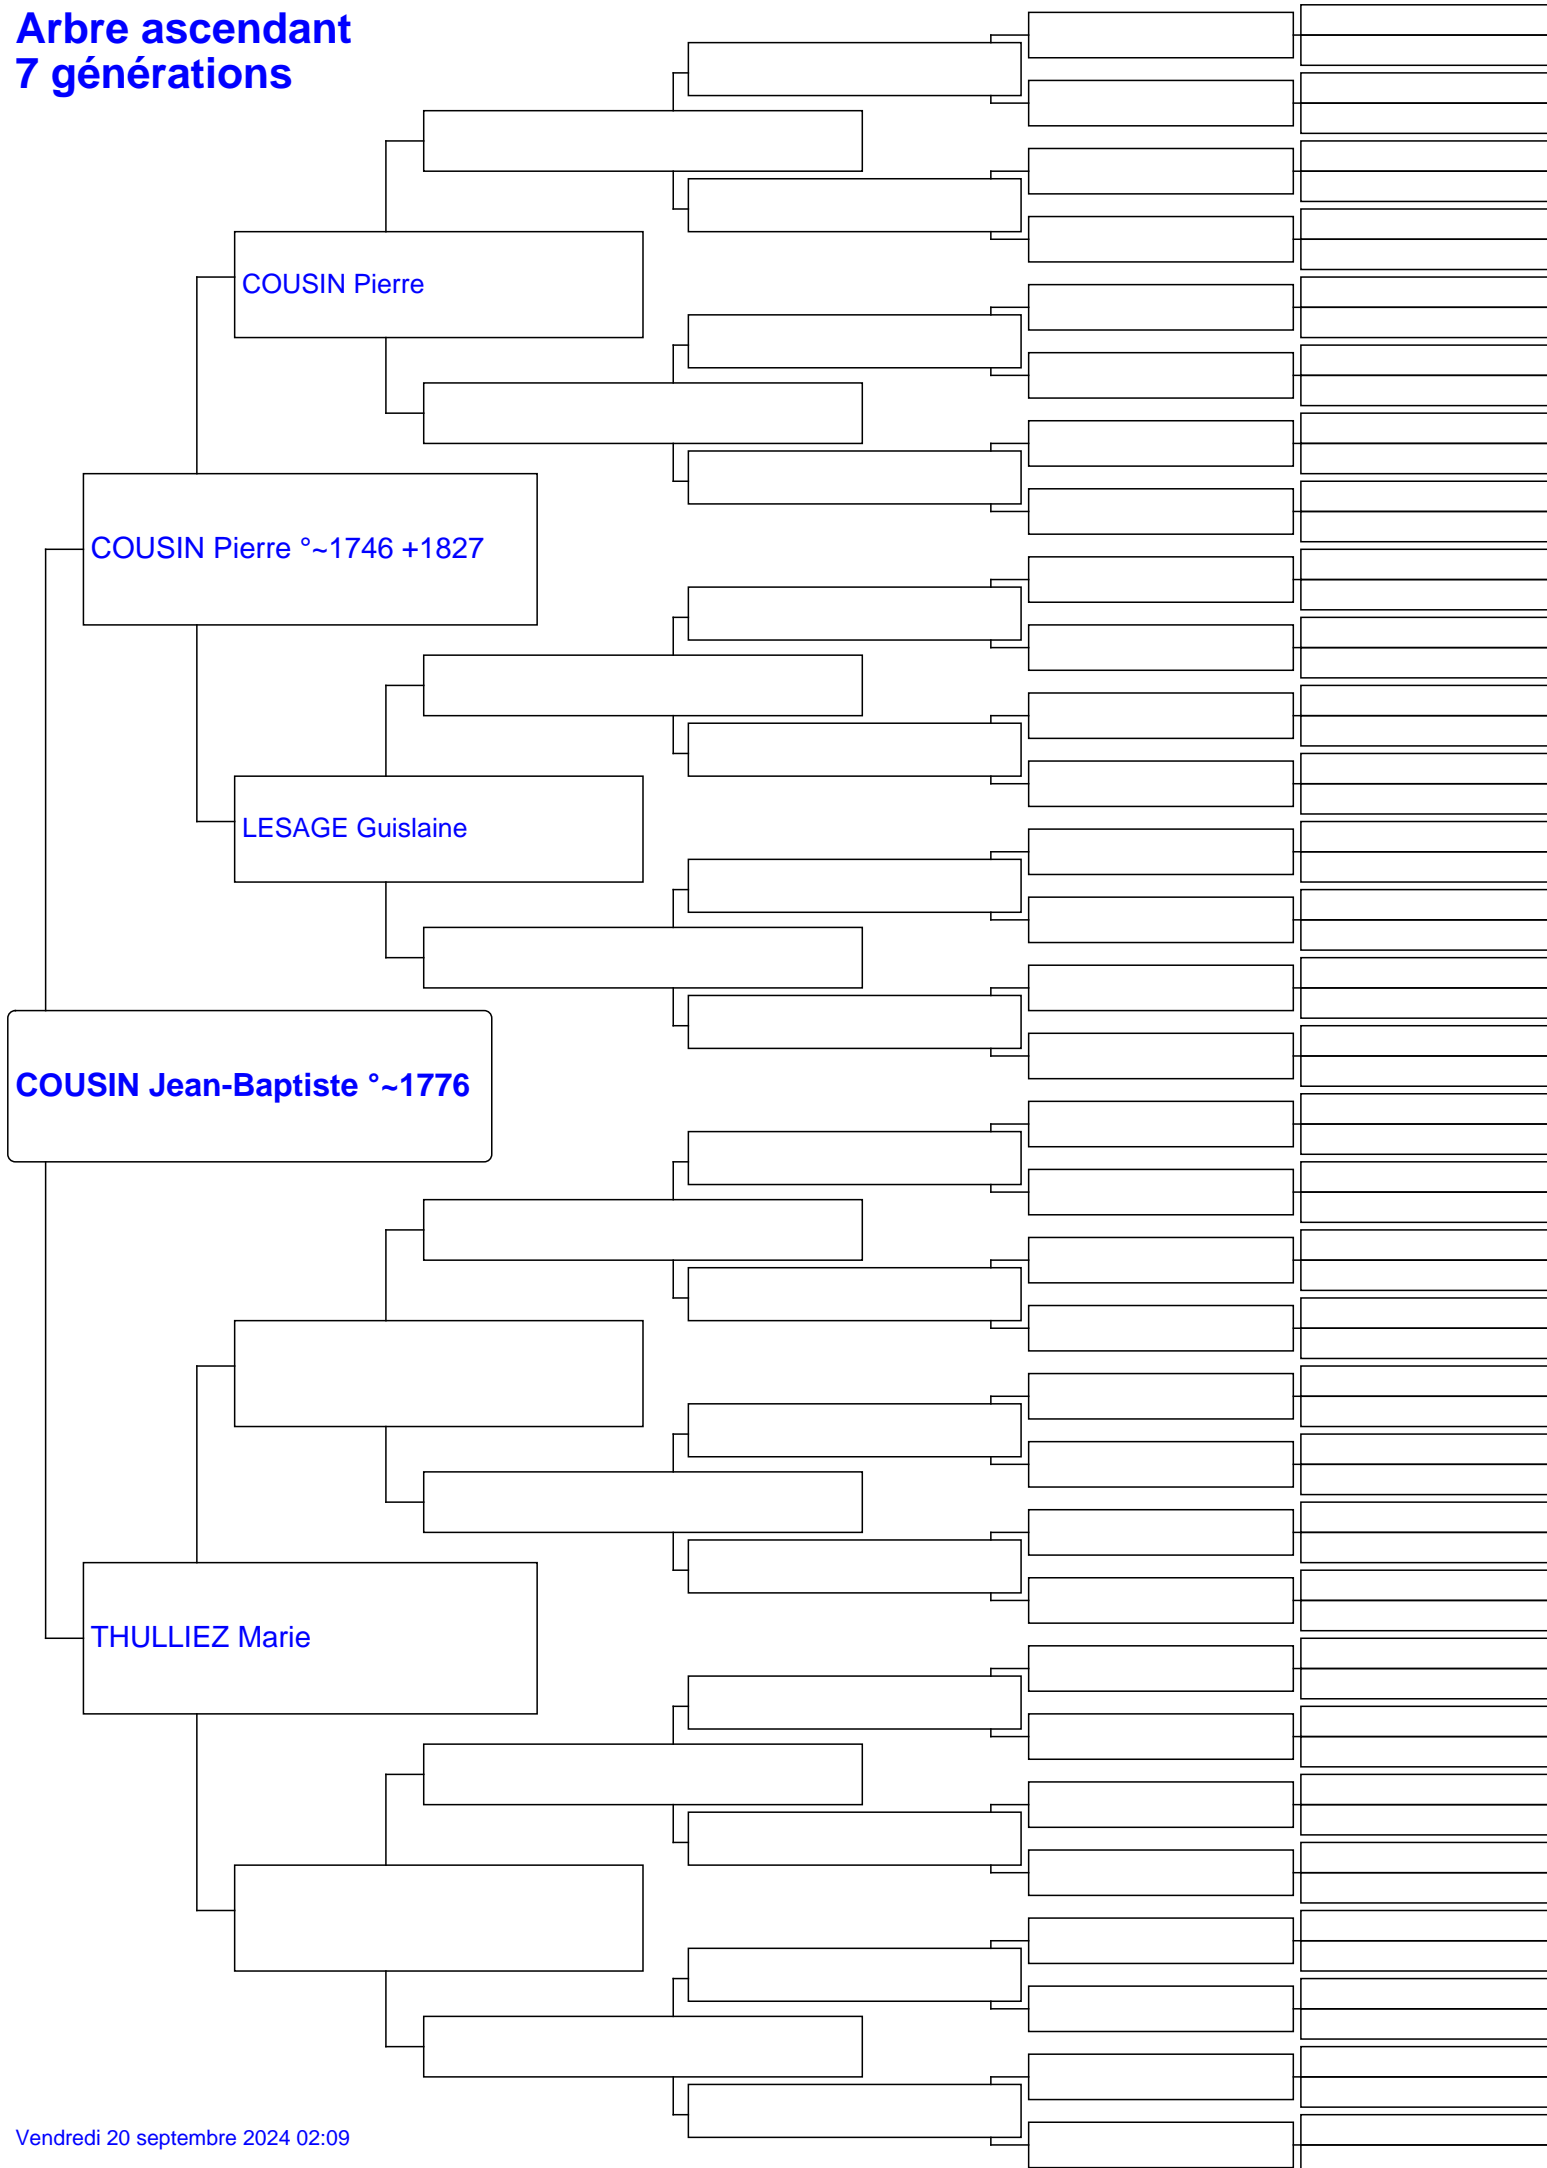 Arbre ascendant
7 générations
COUSIN Pierre
COUSIN Pierre °~1746 +1827
LESAGE Guislaine
COUSIN Jean-Baptiste °~1776
THULLIEZ Marie
Vendredi 20 septembre 2024 02:09